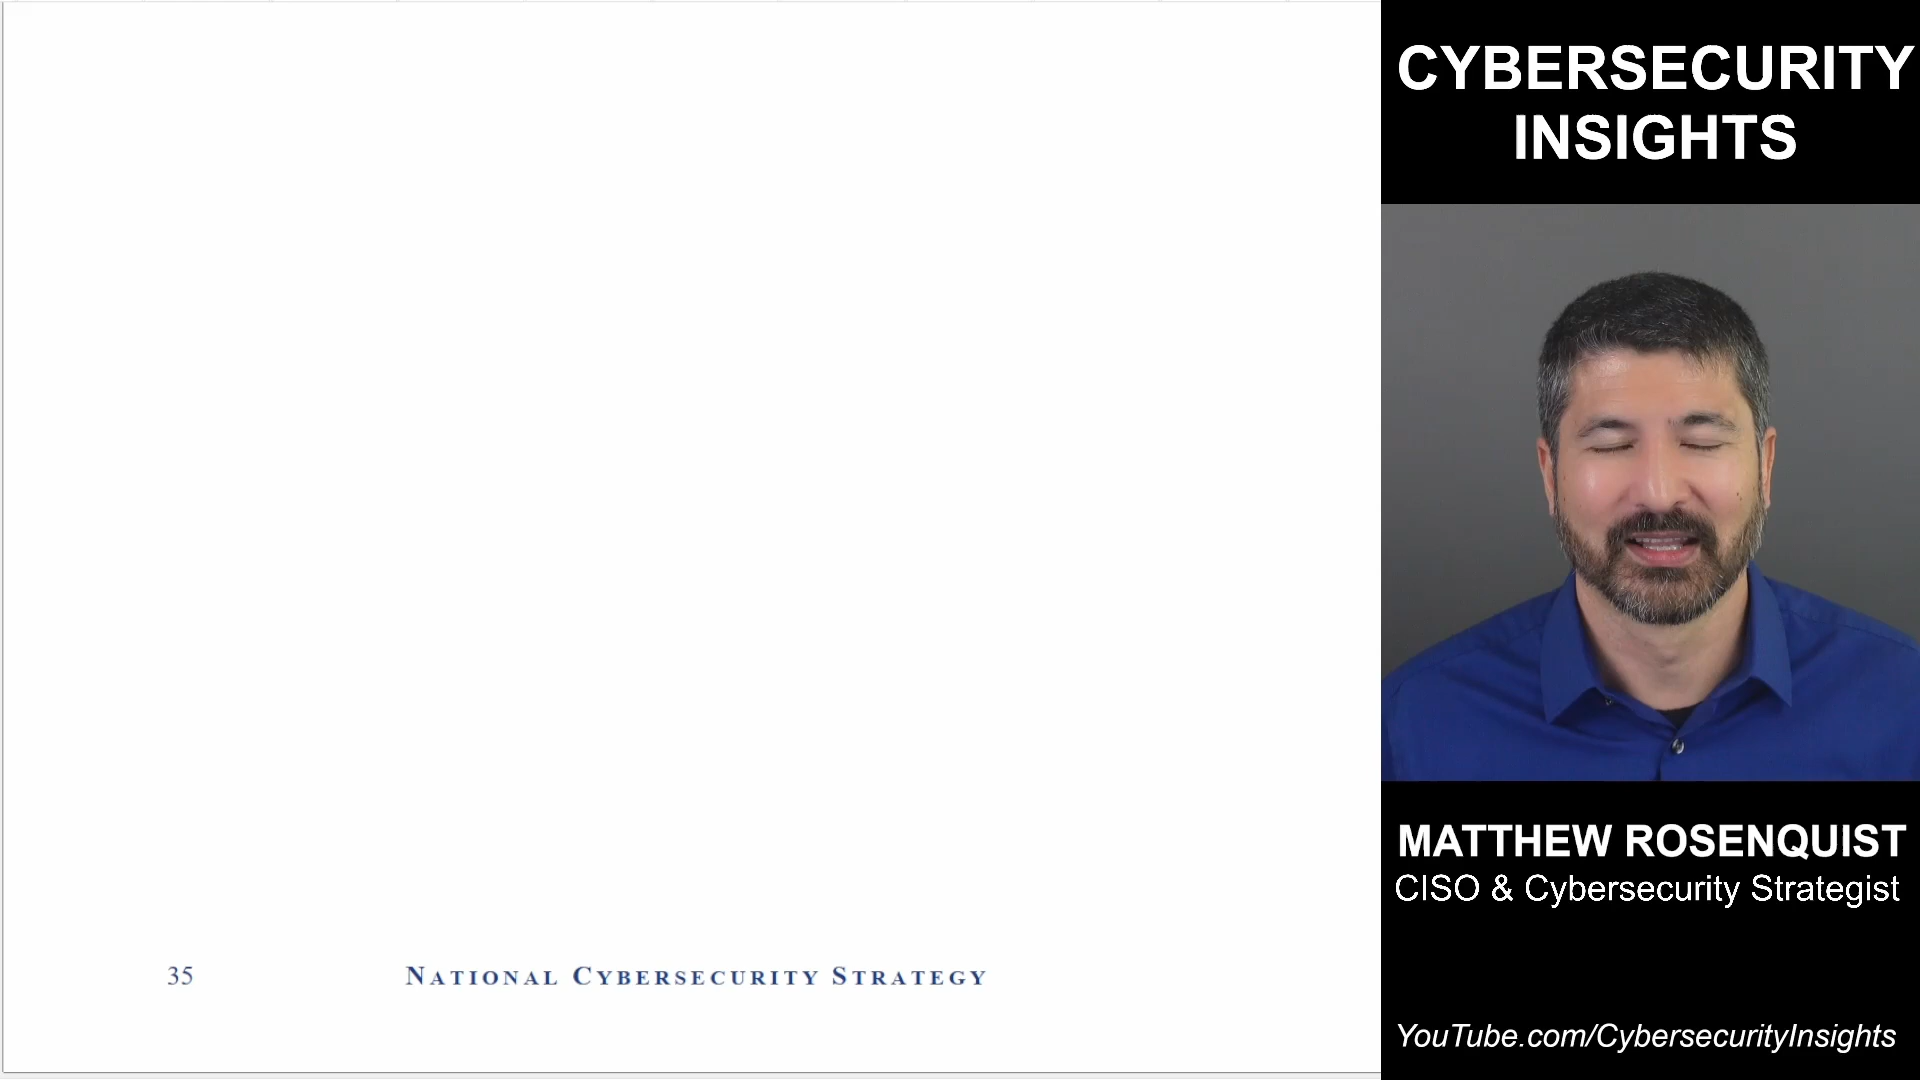 35 NATIONAL CYBERSECURITY STRATEGY
CYBERSECURITY
INSIGHTS
MATTHEW ROSENQUIST
CISO & Cybersecurity Strategist
YouTube.com/CybersecurityInsights